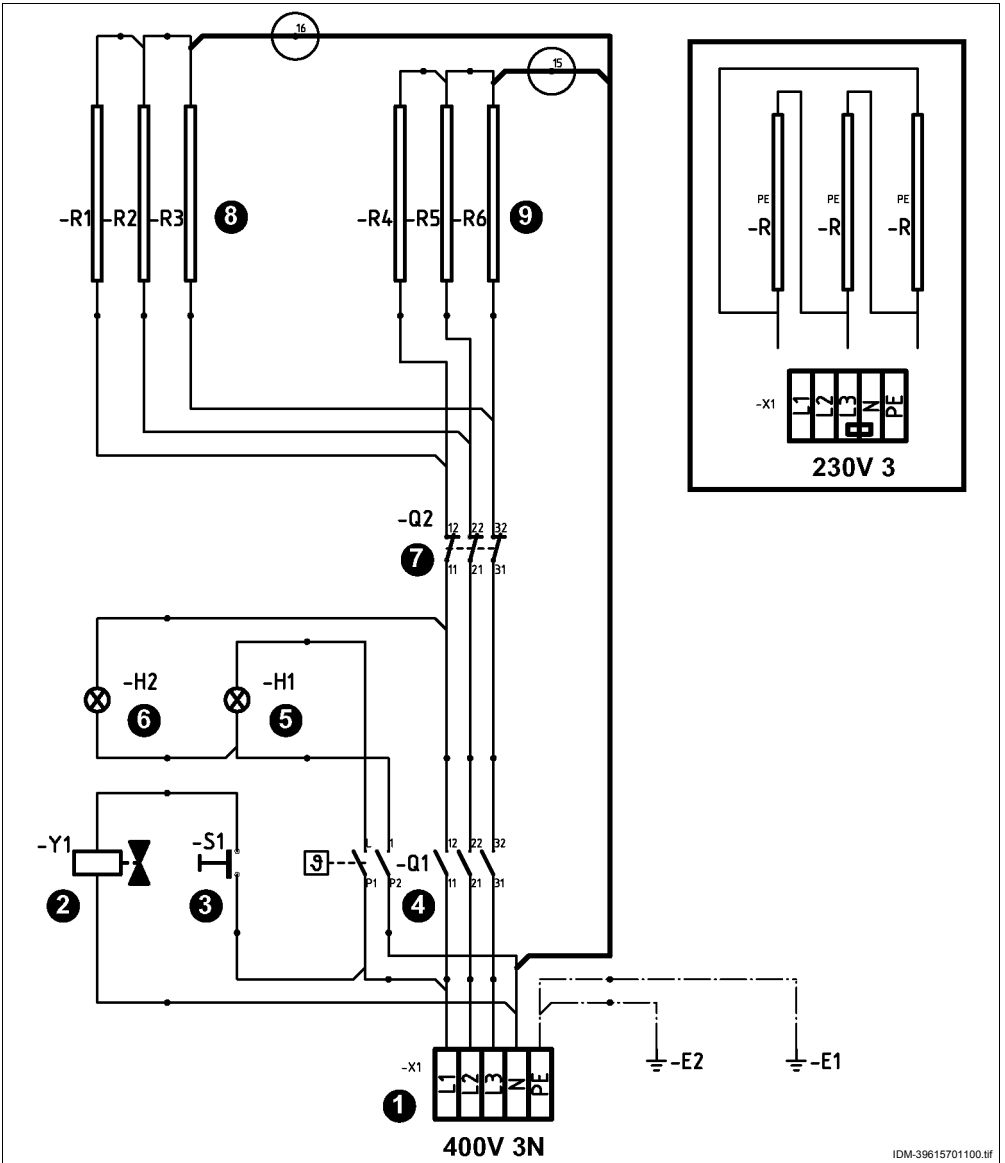 16
15
-R1
-R2
-R3
8
-R4
-R5
-R6
9
PE
-R
PE
-R
PE
-R
-X1
L1
L2
L3
N
PE
230V 3
-Q2
12
22
32
7
11
21
31
-H2
-H1
6
5
-Y1
-S1
ϑ
L
1
-Q1
12
22
32
P1
P2
11
21
31
2
3
4
-E2
-E1
-X1
L1
L2
L3
N
PE
1
400V 3N
IDM-39615701100.tif